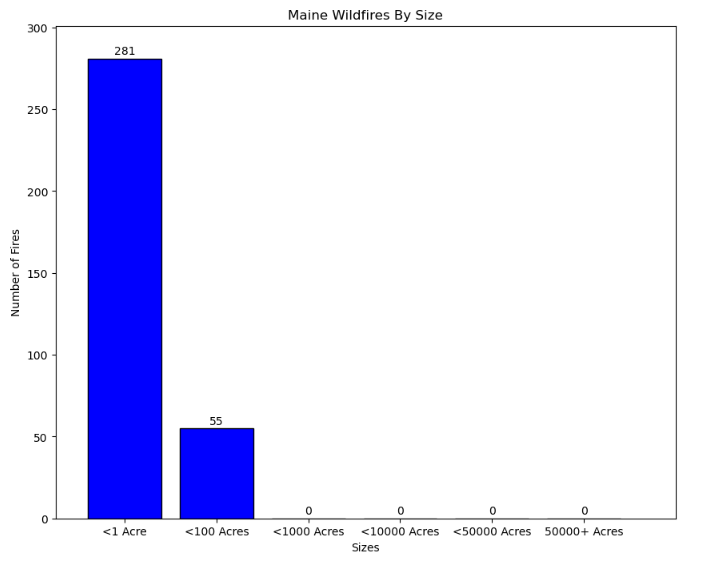 Maine Wildfires By Size
300
250
200
150
100
50
0
Number of Fires
281
55
0
0
0
0
<1 Acre
<100 Acres
<1000 Acres
<10000 Acres
<50000 Acres
50000+ Acres
Sizes